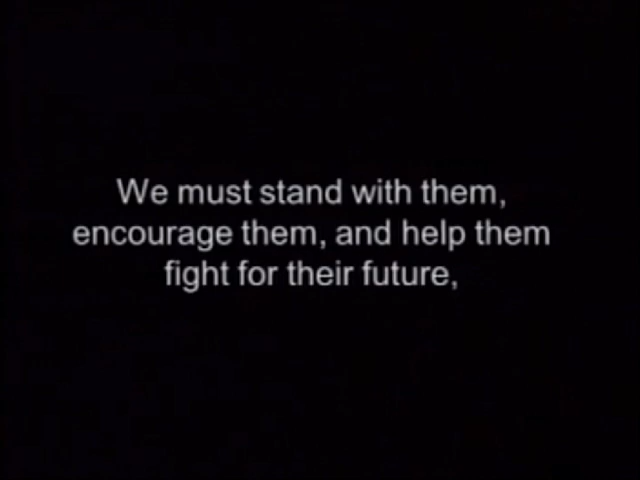 We must stand with them,
encourage them, and help them
fight for their future,